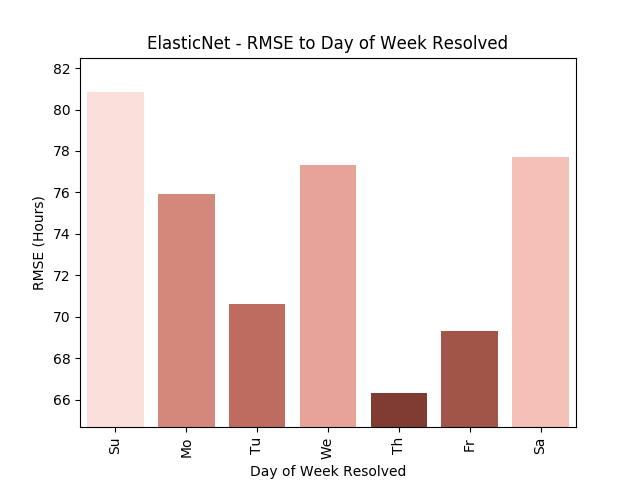 ElasticNet - RMSE to Day of Week Resolved
82
80
78
76
74
72
70
68
66
RMSE (Hours)
Su
Mo
Tu
We
Th
Fr
Sa
Day of Week Resolved